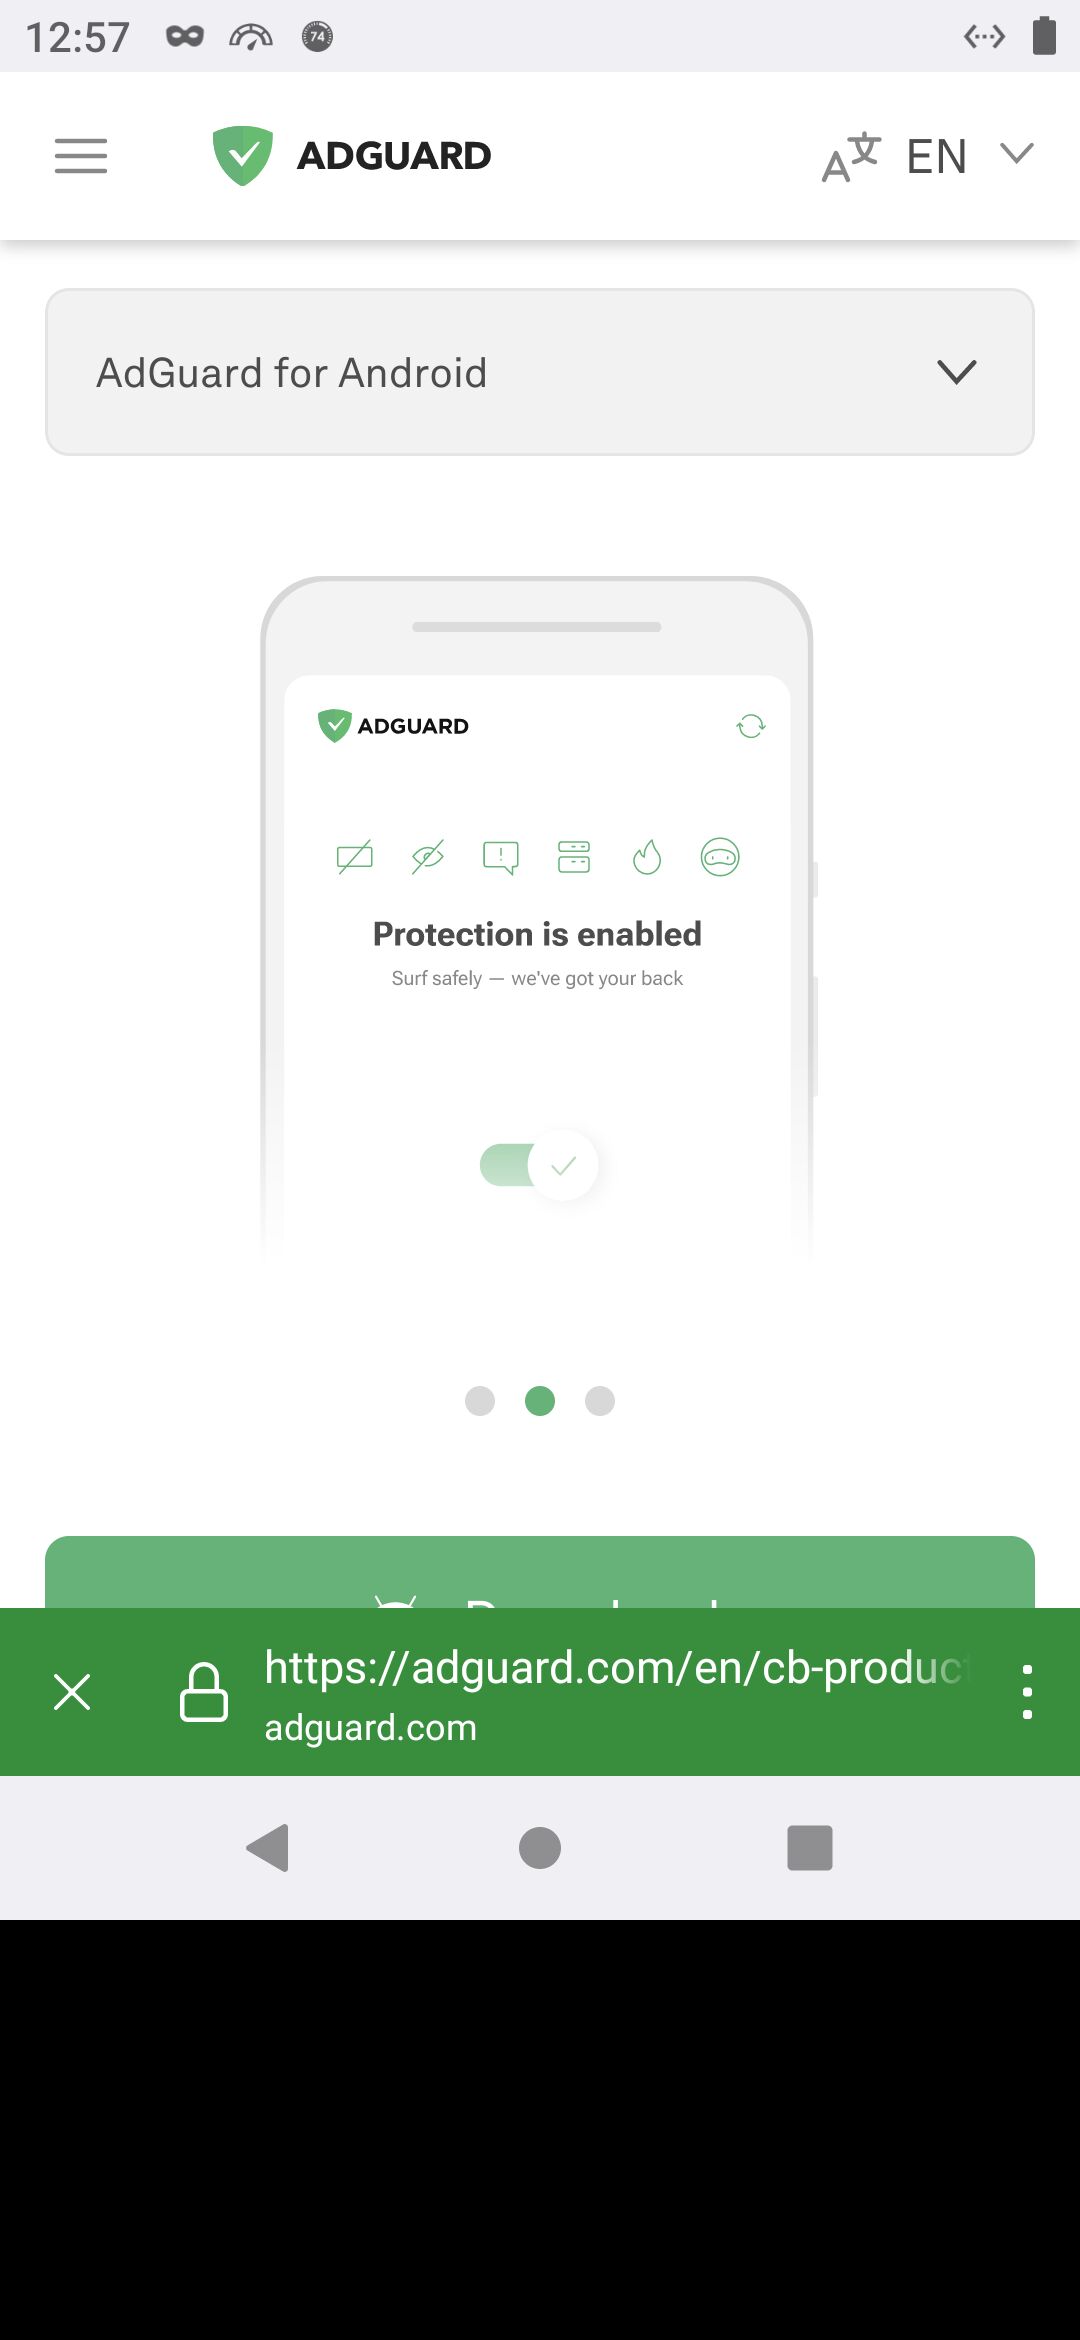 12:57
74
ADGUARD
EN
AdGuard for Android
ADGUARD
Protection is enabled
Surf safely — we've got your back
https://adguard.com/en/cb-produc
adguard.com